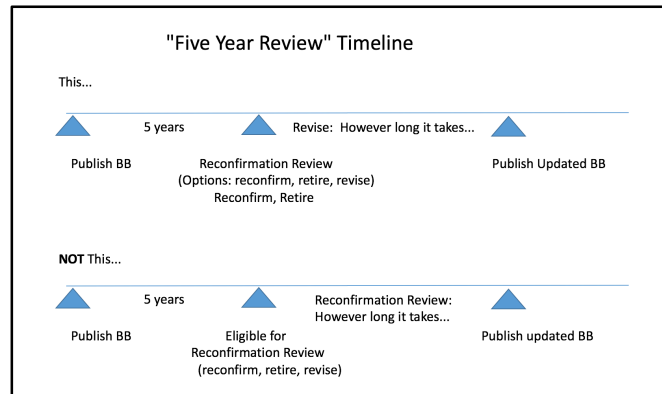 "Five Year Review" Timeline
This...
5 years
Revise: However long it takes...
Publish BB
Reconfirmation Review
(Options: reconfirm, retire, revise)
Reconfirm, Retire
Publish Updated BB
NOT This...
5 years
Reconfirmation Review:
However long it takes...
Publish BB
Eligible for
Reconfirmation Review
(reconfirm, retire, revise)
Publish updated BB